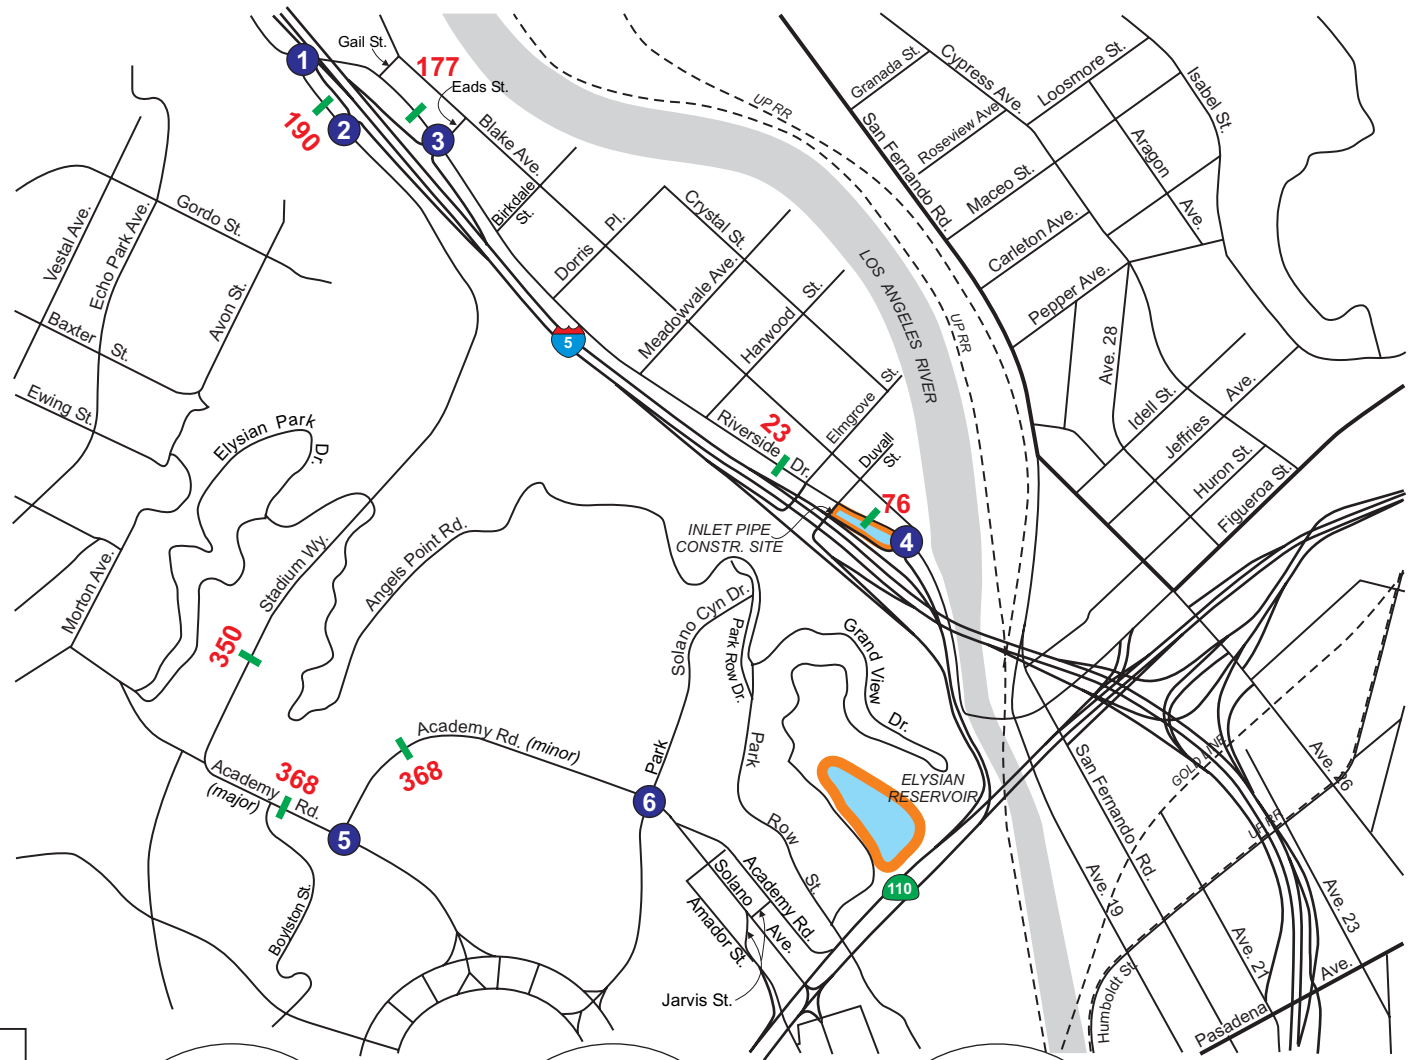 Gail St.
177
Eads St.
1
190
2
3
Blake Ave.
Birkdale
St.
UP RR
Granada St.
Cypress Ave.
Loosmore St.
Isabel St.
San Fernando Rd.
Roseview Ave.
Aragon
Ave.
Maceo St.
Carleton Ave.
Pepper Ave.
Vestal Ave.
Echo Park Ave.
Gordo St.
Avon St.
Baxter
St.
Ewing St.
Dorris
Pl.
Crystal St.
Meadowvale Ave.
Harwood
St.
LOS ANGELES RIVER
UP RR
5
Ave. 28
Idell St.
Jeffries
Ave.
Huron St.
Figueroa St.
Elysian Park
Dr.
Riverside
Dr.
23
Elmgrove
St.
Duvall
St.
76
INLET PIPE
CONSTR. SITE
4
Morton Ave.
Stadium Wy.
Angels Point Rd.
350
Solano Cyn Dr.
Park Row Dr.
Grand View
Dr.
Academy Rd. (minor)
368
Academy
Rd.
(major)
368
5
Park
6
Park
Row
St.
ELYSIAN
RESERVOIR
110
San Fernando
Rd.
GOLD LINE
Ave. 26
UP RR
Boylston St.
Solano
Ave.
Academy Rd.
Amador St.
Jarvis St.
Ave. 19
Ave. 21
Ave. 23
Humboldt St.
Pasadena
Ave.